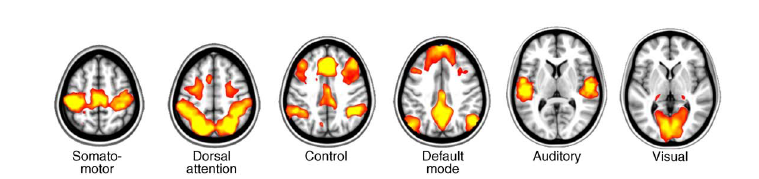 Somato-
motor
Dorsal
attention
Control
Default
mode
Auditory
Visual